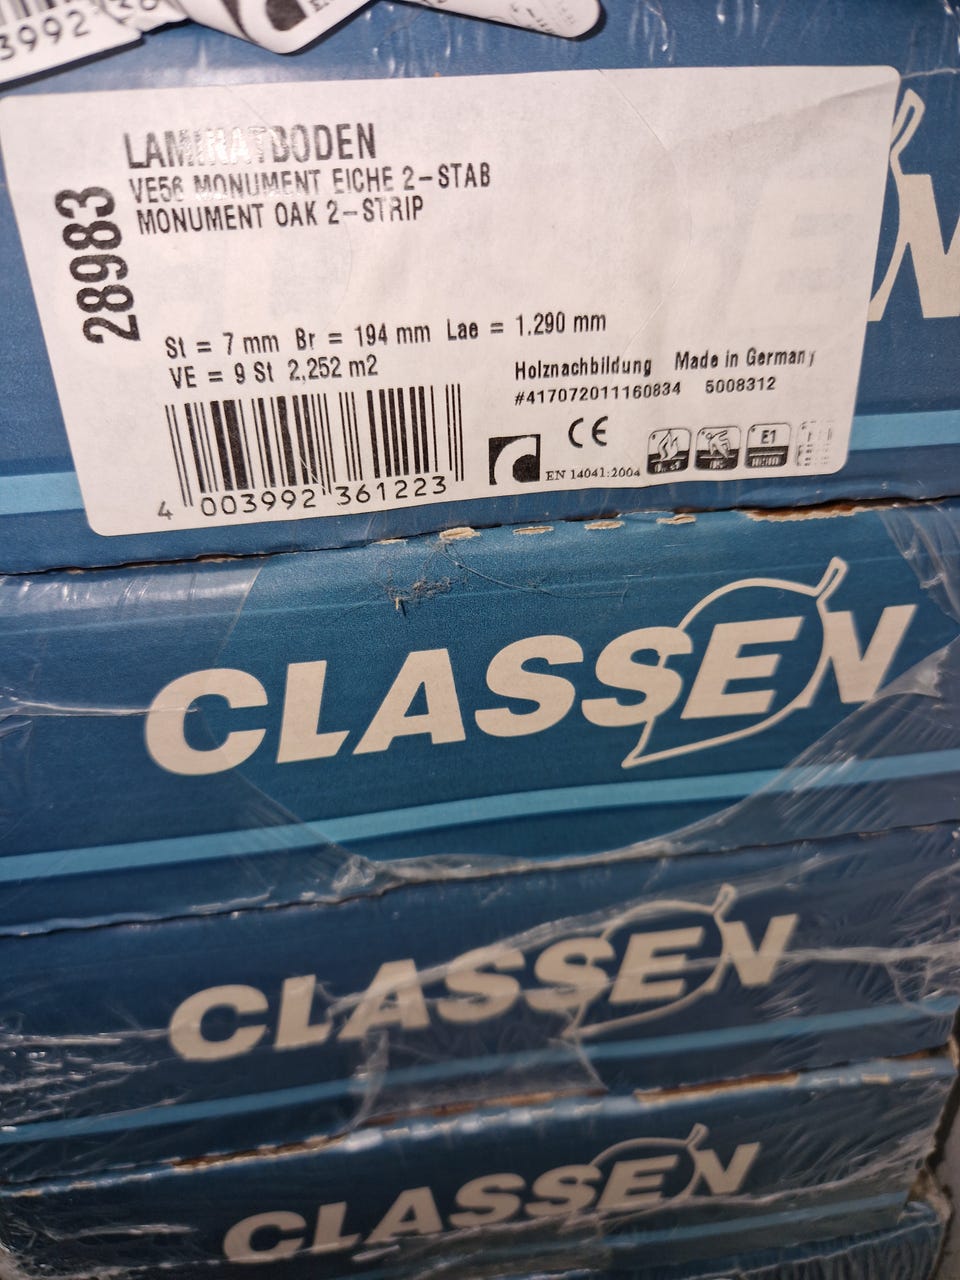 3992
LAMINATBODEN
VE56 MONUMENT EICHE 2-STAB
MONUMENT OAK 2-STRIP
28983
St = 7 mm Br = 194 mm Lae = 1.290 mm
VE = 9 St 2,252 m2
Holznachbildung Made in Germany
#417072011160834 5008312
CE
EN 14041:2004
E1
4 003992 361223
CLASSEN
CLASSEN
CLASSEN